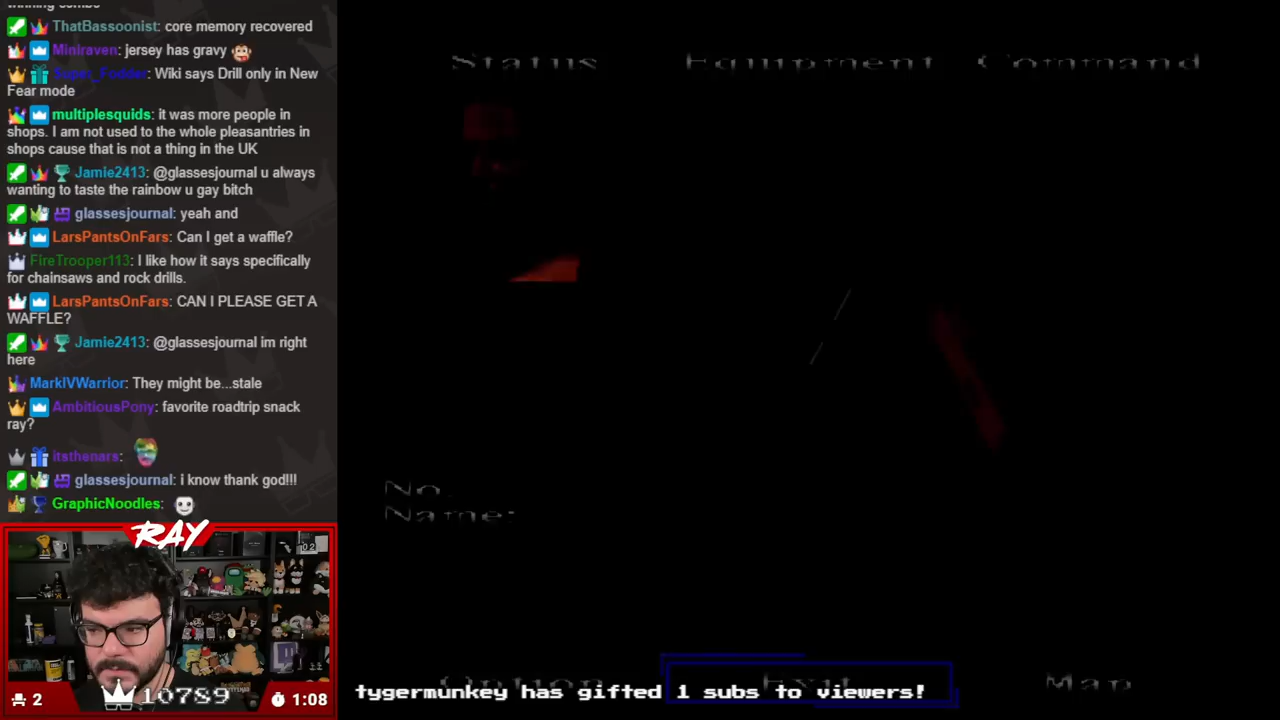 ThatBassoonist: core memory recovered
Miniraven: jersey has gravy
Super_Fodder: Wiki says Drill only in New
Fear mode
multiplesquids: it was more people in
shops. I am not used to the whole pleasantries in
shops cause that is not a thing in the UK
Jamie2413: @glassesjournal u always
wanting to taste the rainbow u gay bitch
glassesjournal: yeah and
LarsPantsOnFars: Can I get a waffle?
FireTrooper113: I like how it says specifically
for chainsaws and rock drills.
LarsPantsOnFars: CAN I PLEASE GET A
WAFFLE?
Jamie2413: @glassesjournal im right
here
MarkIVWarrior: They might be...stale
AmbitiousPony: favorite roadtrip snack
ray?
itsthenars:
glassesjournal: i know thank god!!!
GraphicNoodles:
RAY
2
10789
1:08
Status Equipment Command
No.
Name:
Option Exit Map
tygermunkey has gifted 1 subs to viewers!